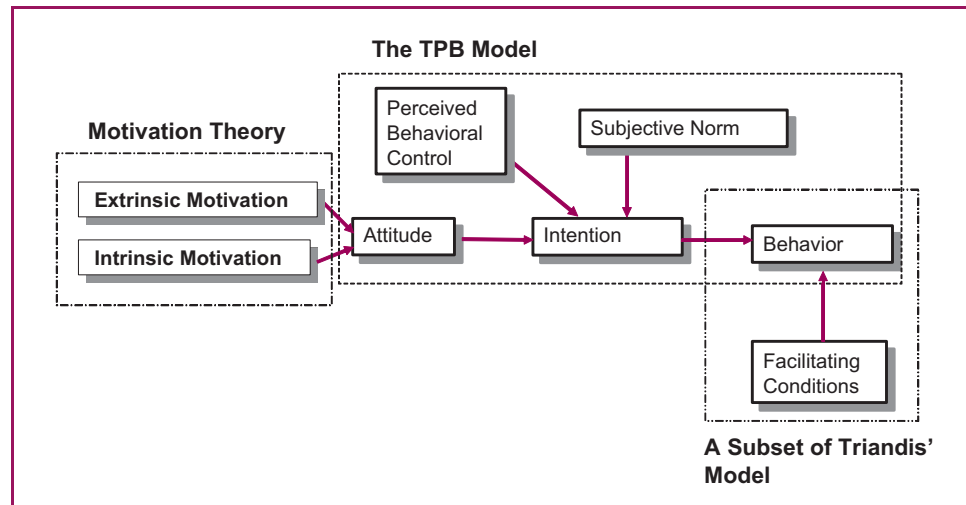 The TPB Model
Perceived
Behavioral
Control
Subjective Norm
Motivation Theory
Extrinsic Motivation
Intrinsic Motivation
Attitude
Intention
Behavior
Facilitating
Conditions
A Subset of Triandis’
Model